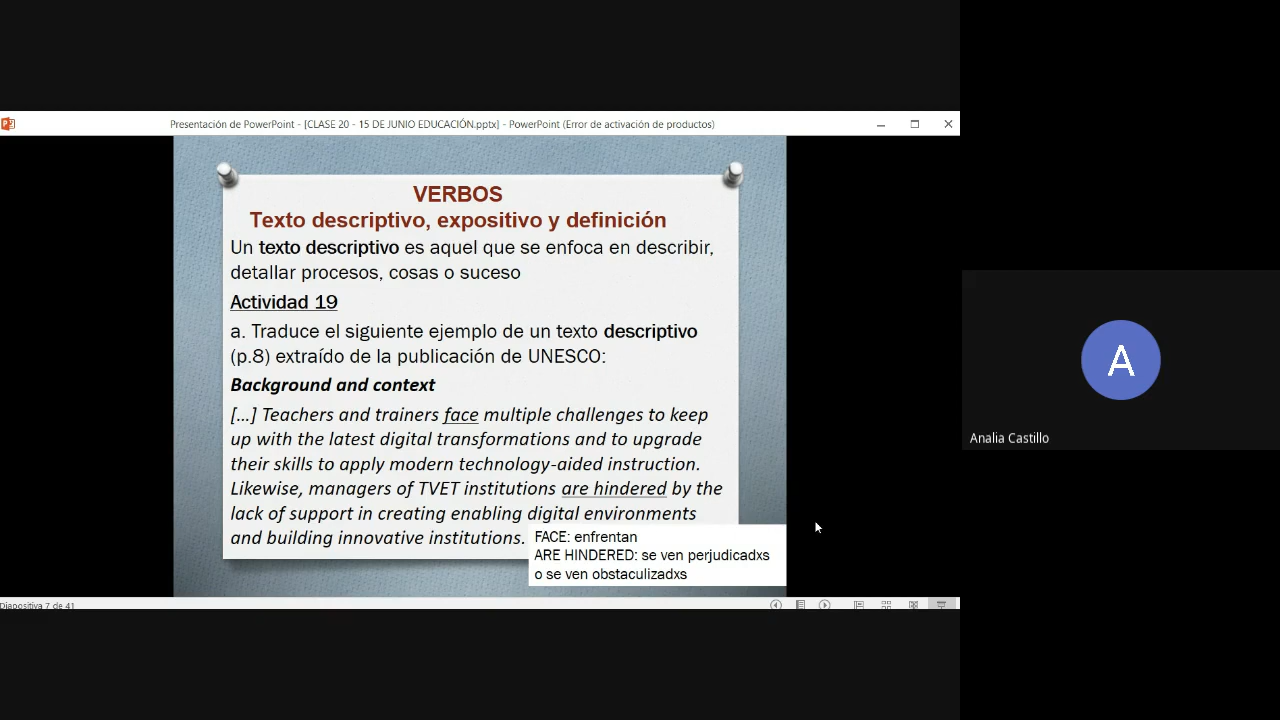 Presentación de PowerPoint - [CLASE 20 - 15 DE JUNIO EDUCACIÓN.pptx] - PowerPoint (Error de activación de productos)
VERBOS
Texto descriptivo, expositivo y definición
Un texto descriptivo es aquel que se enfoca en describir,
detallar procesos, cosas o suceso
Actividad 19
a. Traduce el siguiente ejemplo de un texto descriptivo
(p.8) extraído de la publicación de UNESCO:
Background and context
[...] Teachers and trainers face multiple challenges to keep
up with the latest digital transformations and to upgrade
their skills to apply modern technology-aided instruction.
Likewise, managers of TVET institutions are hindered by the
lack of support in creating enabling digital environments
and building innovative institutions.
FACE: enfrentan
ARE HINDERED: se ven perjudicadxs
o se ven obstaculizadxs
Diapositiva 7 de 41
A
Analia Castillo